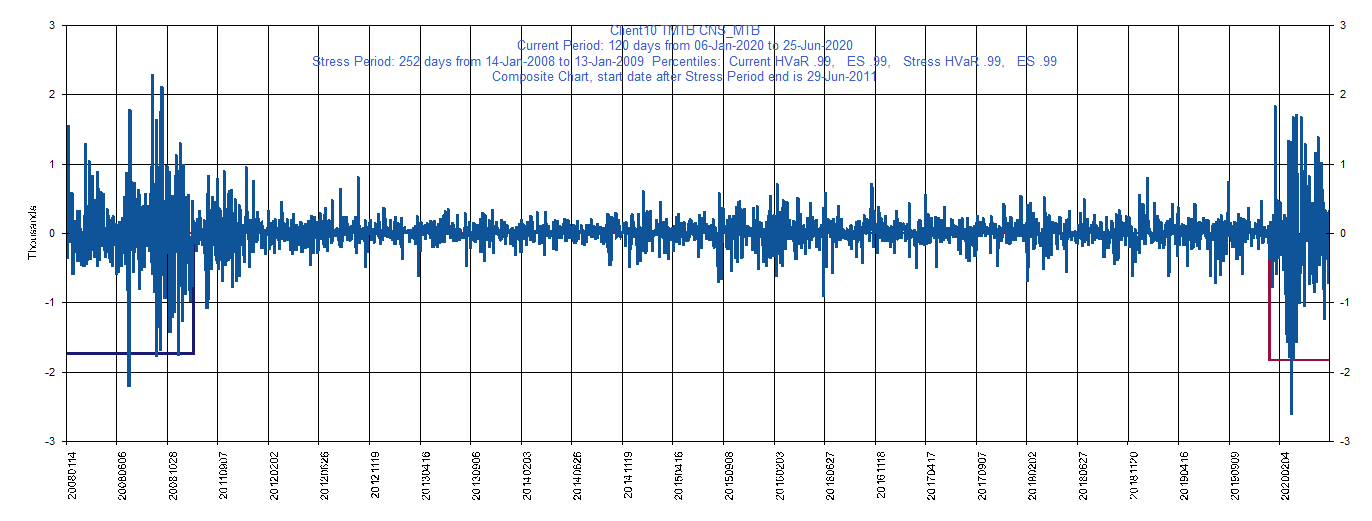 Client10 TMTB CNS_MTB
Current Period: 120 days from 06-Jan-2020 to 25-Jun-2020
Stress Period: 252 days from 14-Jan-2008 to 13-Jan-2009 Percentiles: Current HVaR .99, ES .99, Stress HVaR .99, ES .99
Composite Chart, start date after Stress Period end is 29-Jun-2011
3 3
2 2
1 1
0 0
-1 -1
-2 -2
-3 -3
Thousands
20080114 20080606 20081028 20110907 20120202 20120626 20121119 20130416 20130906 20140203 20140626 20141119 20150416 20150908 20160203 20160627 20161118 20170417 20170907 20180202 20180627 20181120 20190416 20190909 20200204